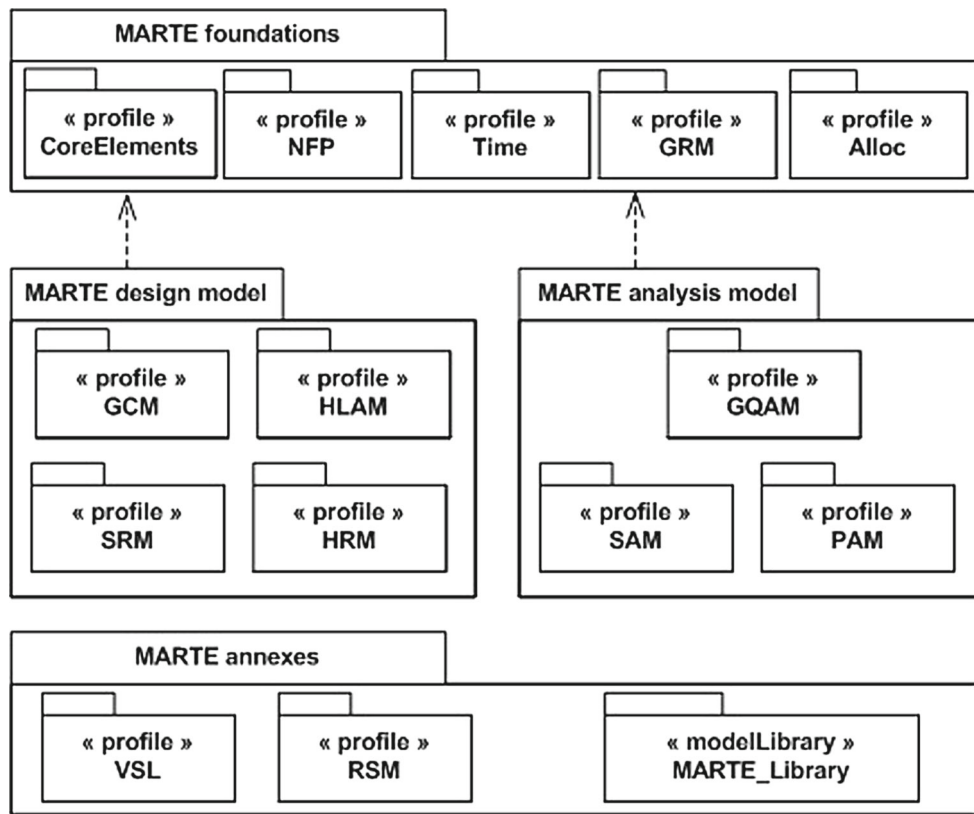 MARTE foundations
« profile »
CoreElements
« profile »
NFP
« profile »
Time
« profile »
GRM
« profile »
Alloc
MARTE design model
« profile »
GCM
« profile »
HLAM
« profile »
SRM
« profile »
HRM
MARTE analysis model
« profile »
GQAM
« profile »
SAM
« profile »
PAM
MARTE annexes
« profile »
VSL
« profile »
RSM
« modelLibrary »
MARTE_Library